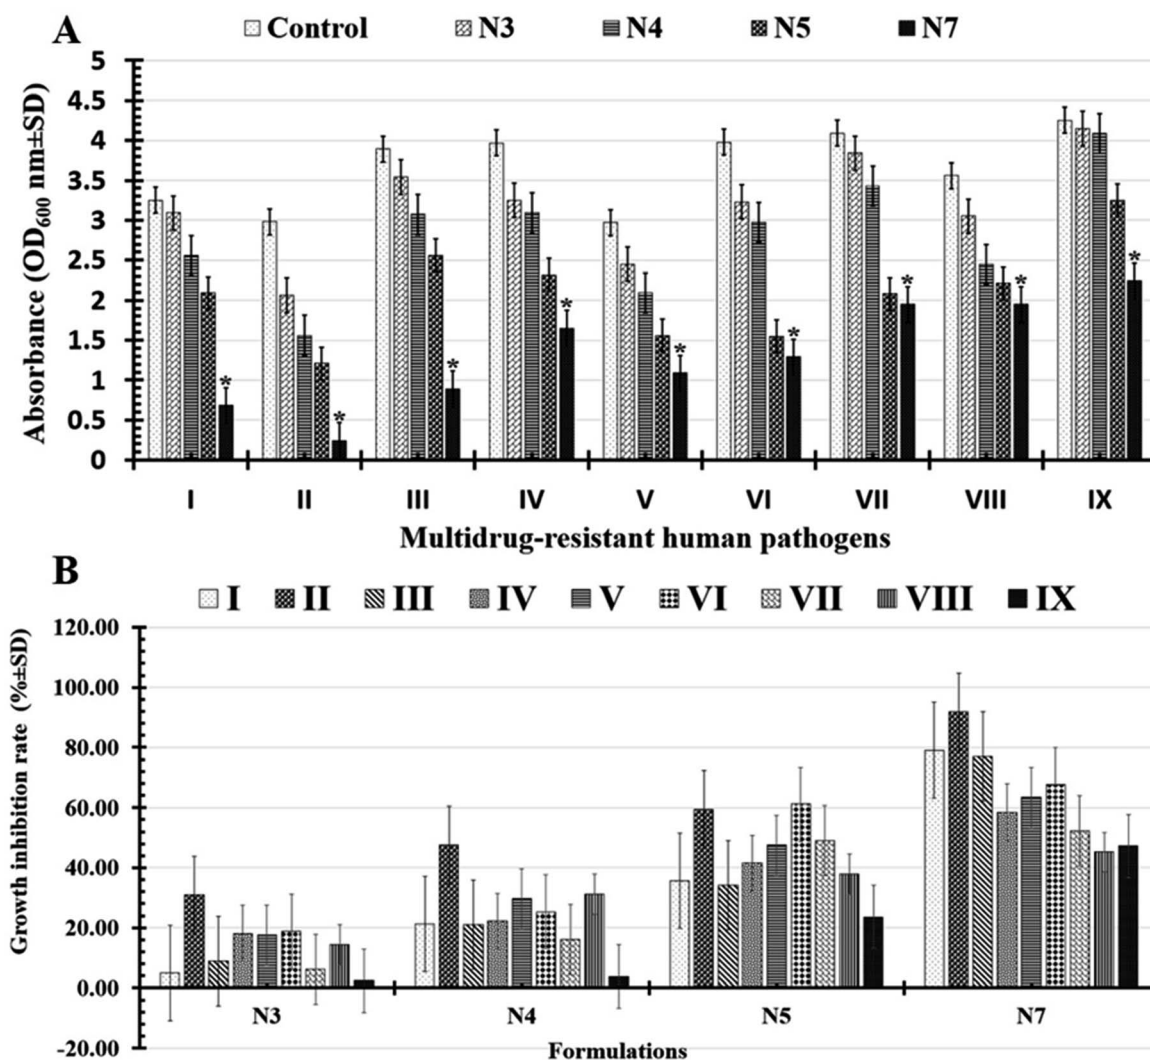 A
Control N3 N4 N5 N7
5
4.5
4
3.5
3
2.5
2
1.5
1
0.5
0
Absorbance (OD600 nm±SD)
* * * * * * * * *
I II III IV V VI VII VIII IX
Multidrug-resistant human pathogens
B
I II III IV V VI VII VIII IX
120.00
100.00
80.00
60.00
40.00
20.00
0.00
-20.00
Growth inhibition rate (%±SD)
N3 N4 N5 N7
Formulations